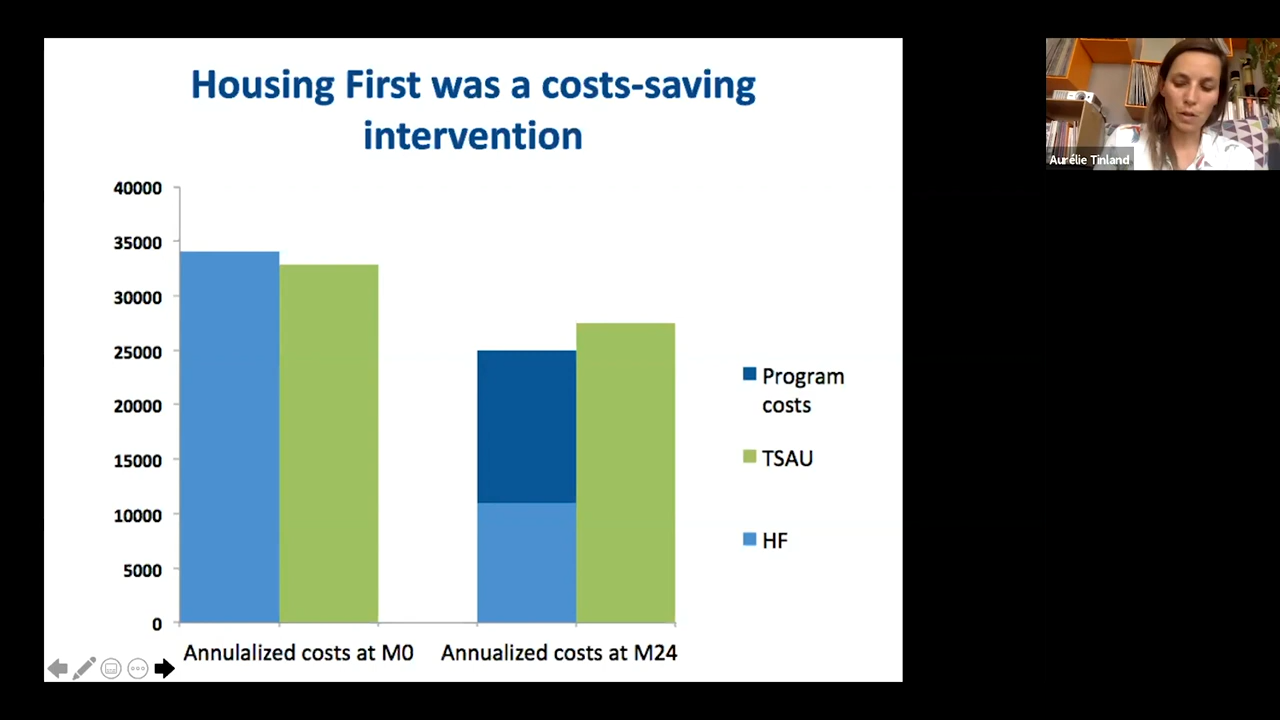 Housing First was a costs-saving
intervention
40000
35000
30000
25000
20000
15000
10000
5000
0
Annulalized costs at M0
Annualized costs at M24
Program
costs
TSAU
HF
Aurélie Tinland